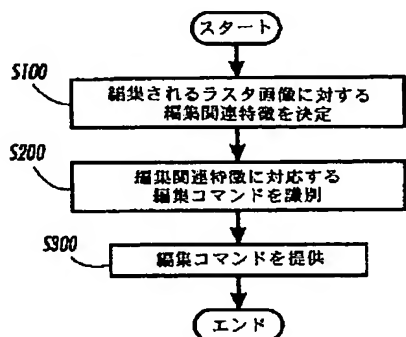 スタート
S100
編集されるラスタ画像に対する
編集関連特徴を決定
S200
編集関連特徴に対応する
編集コマンドを識別
S300
編集コマンドを提供
エンド